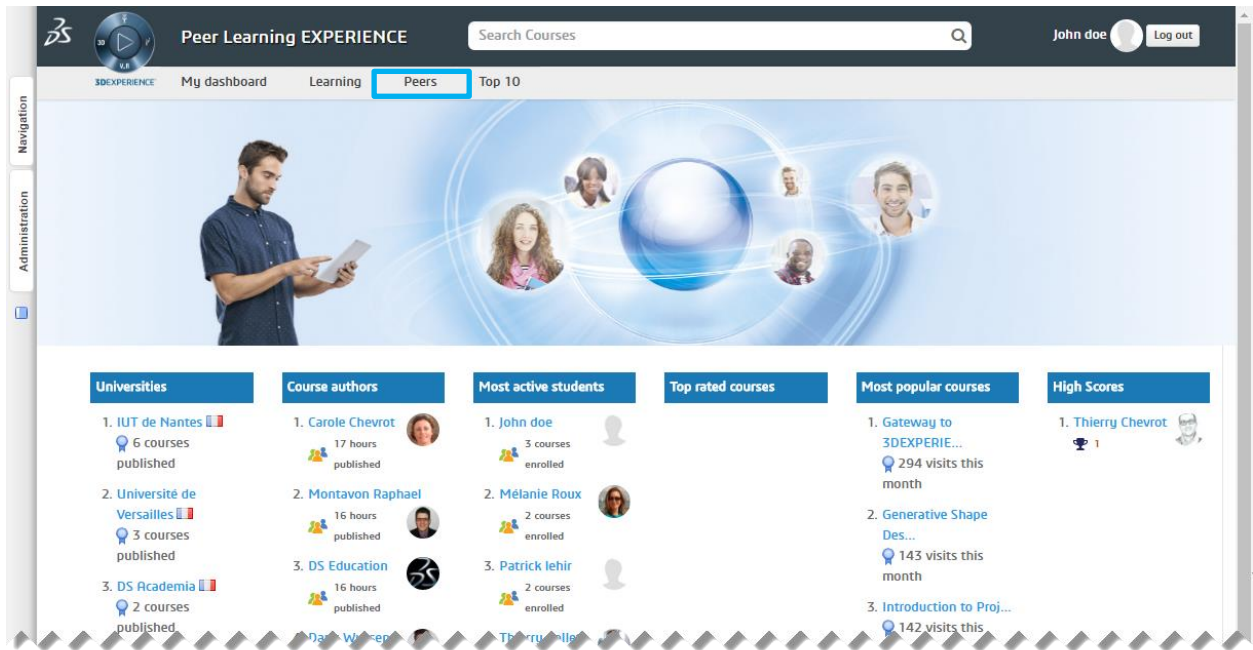 Peer Learning EXPERIENCE
Search Courses
John doe
Log out
3D
V.R
3DEXPERIENCE
My dashboard
Learning
Peers
Top 10
Navigation
Administration
Universities
1. IUT de Nantes
6 courses
published
2. Université de
Versailles
3 courses
published
3. DS Academia
2 courses
published
Course authors
1. Carole Chevrot
17 hours
published
2. Montavon Raphael
16 hours
published
3. DS Education
16 hours
published
Most active students
1. John doe
3 courses
enrolled
2. Mélanie Roux
2 courses
enrolled
3. Patrick lehir
2 courses
enrolled
Top rated courses
Most popular courses
1. Gateway to
3DEXPERIE...
294 visits this
month
2. Generative Shape
Des...
143 visits this
month
3. Introduction to Proj...
142 visits this
High Scores
1. Thierry Chevrot
1